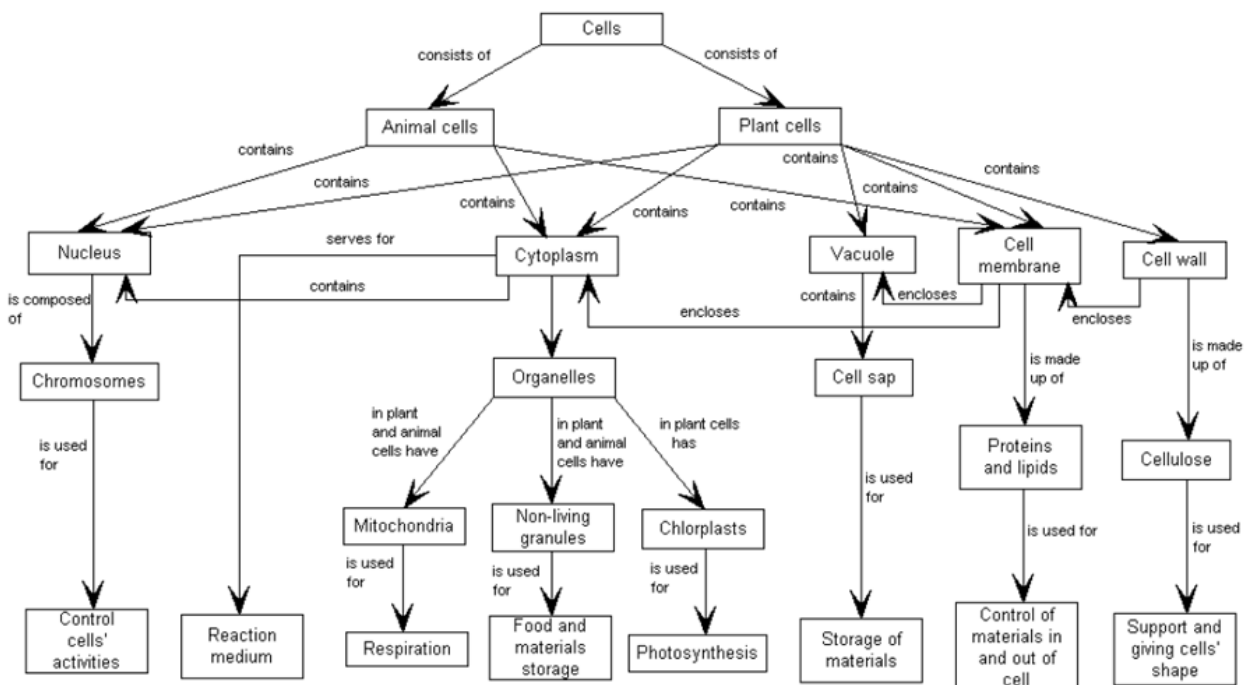 Cells
consists of
consists of
Animal cells
Plant cells
contains
contains
contains
contains
contains
contains
contains
contains
contains
Nucleus
serves for
Cytoplasm
Vacuole
Cell
membrane
Cell wall
is composed
of
contains
contains
encloses
encloses
encloses
Chromosomes
Organelles
Cell sap
is made
up of
is made
up of
is used
for
in plant
and animal
cells have
in plant
and animal
cells have
in plant cells
has
Proteins
and lipids
Cellulose
is used
for
Mitochondria
Non-living
granules
Chlorplasts
is used for
is used
for
is used
for
is used
for
is used
for
Control
cells'
activities
Reaction
medium
Respiration
Food and
materials
storage
Photosynthesis
Storage of
materials
Control of
materials in
and out of
cell
Support and
giving cells'
shape